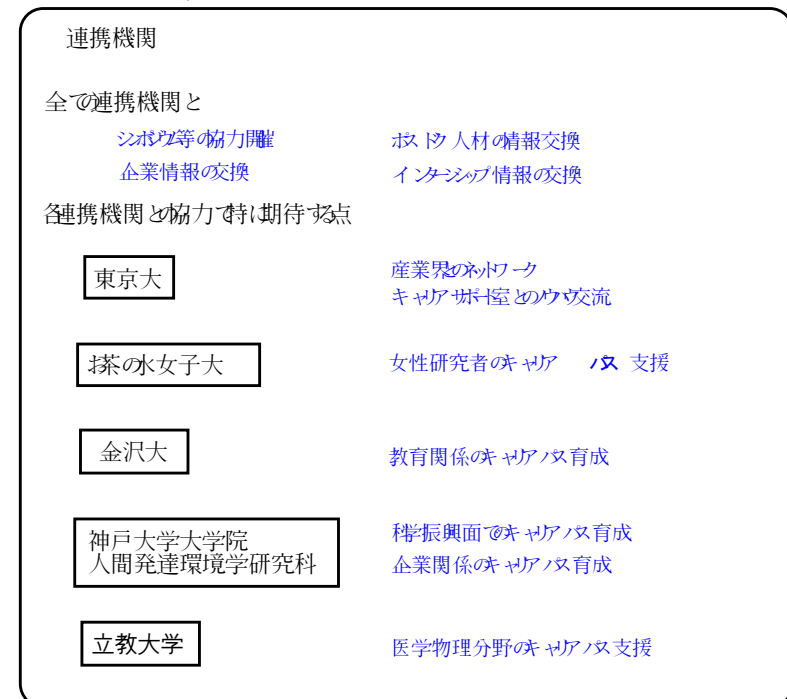 連携機関
全ての連携機関と
シンポジウム等の協力開催
ポスドク人材の情報交換
企業情報の交換
インターンシップ情報の交換
各連携機関との協力で特に期待する点
東京大
産業界とのネットワーク
キャリアサポート室とのノウハウ交流
お茶の水女子大
女性研究者のキャリア パス 支援
金沢大
教育関係のキャリアパス育成
神戸大学大学院
人間発達環境学研究科
科学振興面でのキャリアパス育成
企業関係のキャリアパス育成
立教大学
医学物理分野のキャリアパス支援